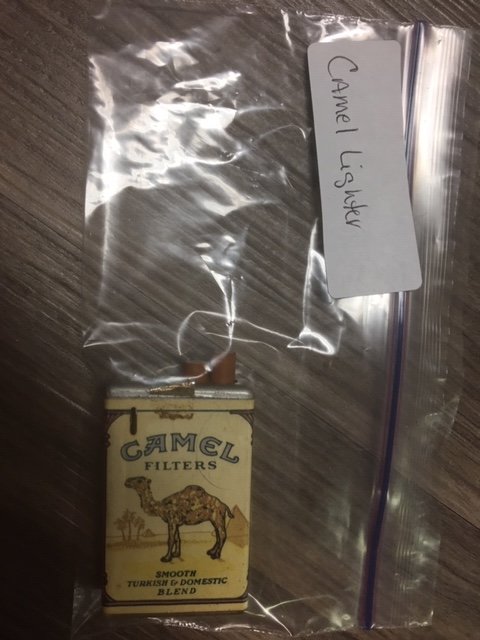 Camel Lighter
CAMEL
FILTERS
SMOOTH
TURKISH & DOMESTIC
BLEND